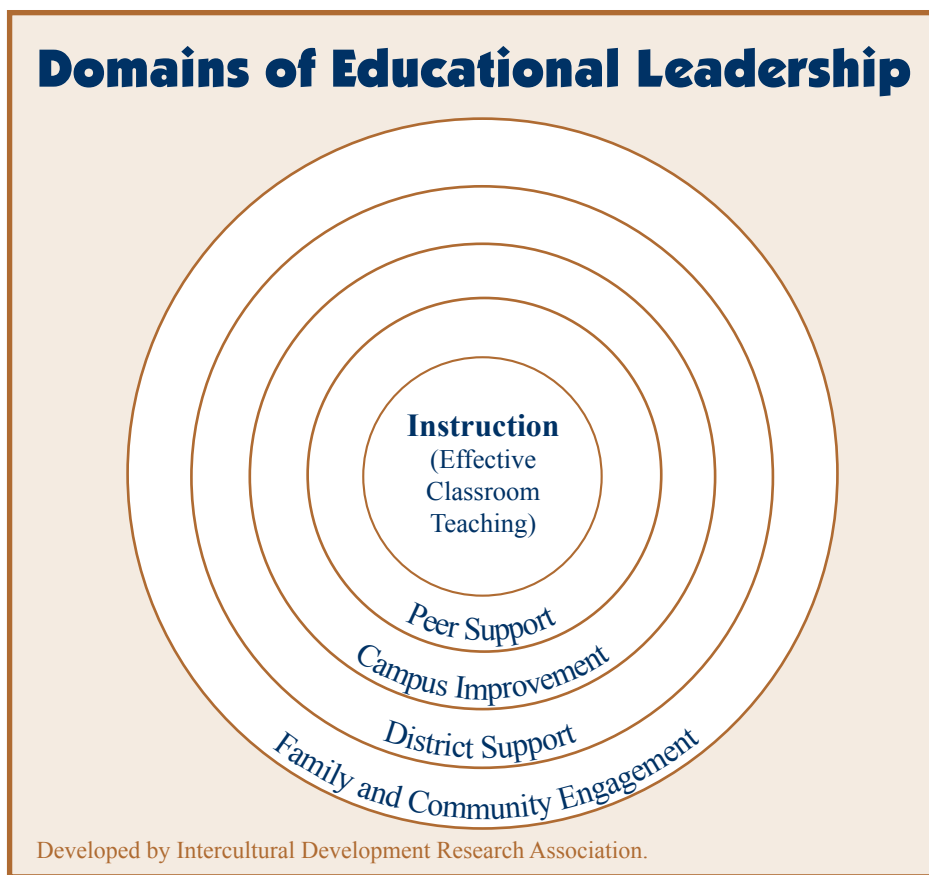 Domains of Educational Leadership
Instruction
(Effective
Classroom
Teaching)
Peer Support
Campus Improvement
District Support
Family and Community Engagement
Developed by Intercultural Development Research Association.